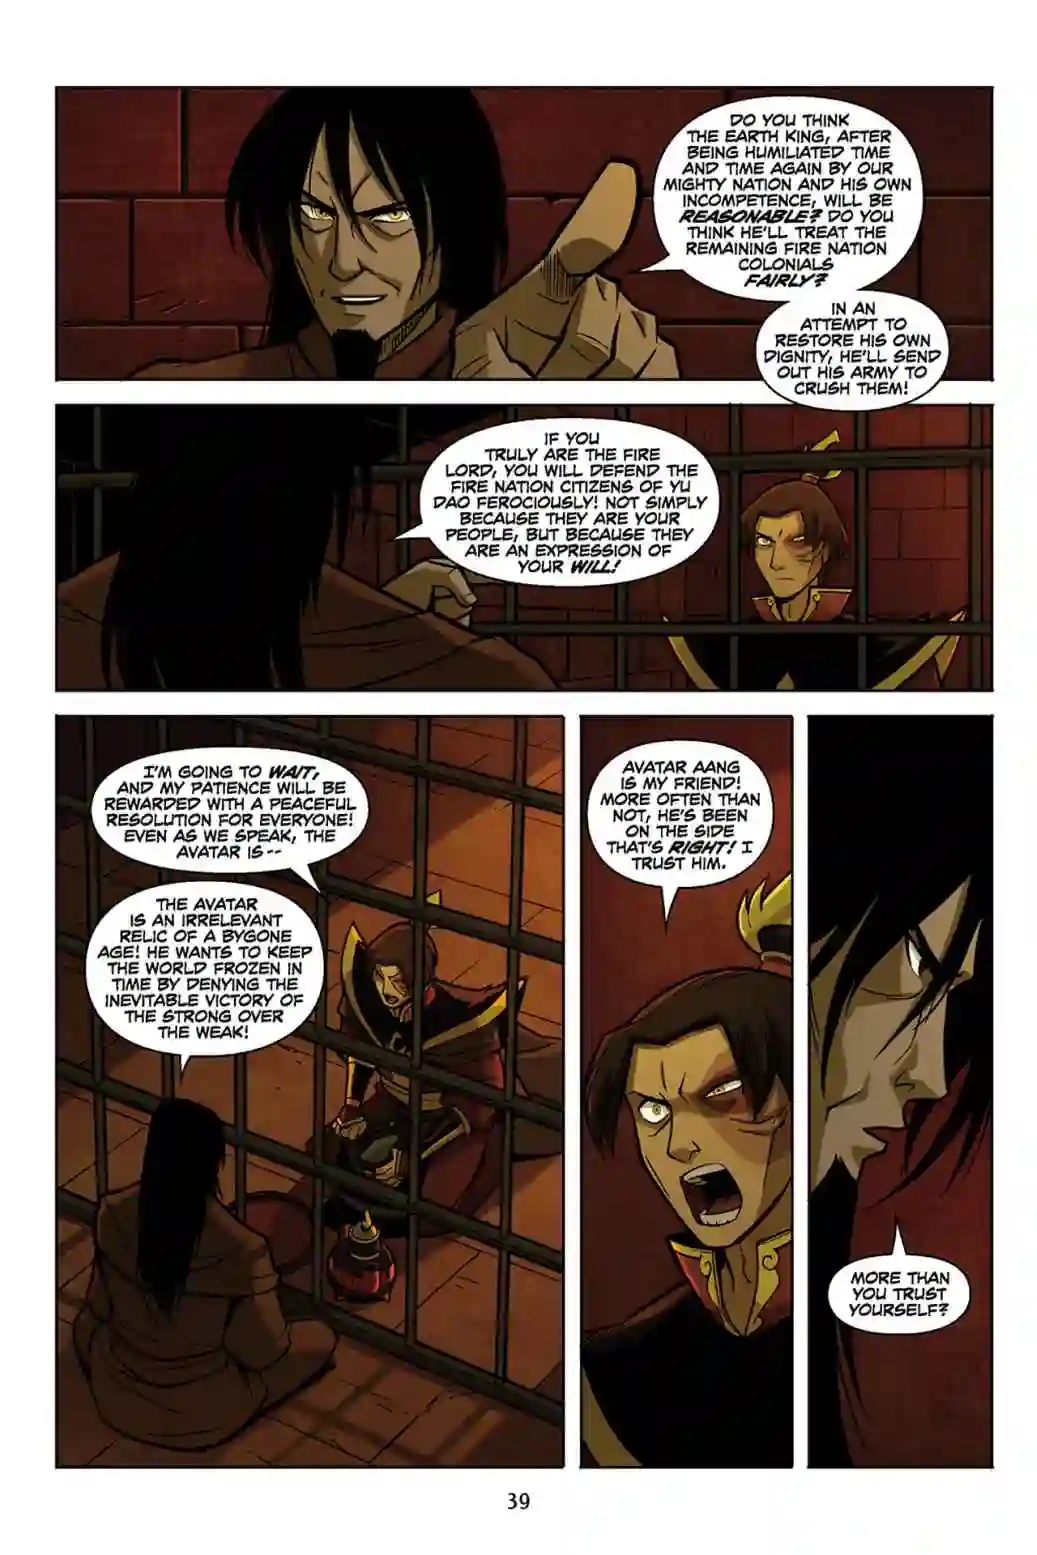 DO YOU THINK
THE EARTH KING, AFTER
BEING HUMILIATED TIME
AND TIME AGAIN BY OUR
MIGHTY NATION AND HIS OWN
INCOMPETENCE, WILL BE
REASONABLE? DO YOU
THINK HE'LL TREAT THE
REMAINING FIRE NATION
COLONIALS
FAIRLY?
IN AN
ATTEMPT TO
RESTORE HIS OWN
DIGNITY, HE'LL SEND
OUT HIS ARMY TO
CRUSH THEM!
IF YOU
TRULY ARE THE FIRE
LORD, YOU WILL DEFEND THE
FIRE NATION CITIZENS OF YU
DAO FEROCIOUSLY! NOT SIMPLY
BECAUSE THEY ARE YOUR
PEOPLE, BUT BECAUSE THEY
ARE AN EXPRESSION OF
YOUR WILL!
I'M GOING TO WAIT,
AND MY PATIENCE WILL BE
REWARDED WITH A PEACEFUL
RESOLUTION FOR EVERYONE!
EVEN AS WE SPEAK, THE
AVATAR IS--
THE AVATAR
IS AN IRRELEVANT
RELIC OF A BYGONE
AGE! HE WANTS TO KEEP
THE WORLD FROZEN IN
TIME BY DENYING THE
INEVITABLE VICTORY OF
THE STRONG OVER
THE WEAK!
AVATAR AANG
IS MY FRIEND!
MORE OFTEN THAN
NOT, HE'S BEEN
ON THE SIDE
THAT'S RIGHT! I
TRUST HIM.
MORE THAN
YOU TRUST
YOURSELF?
39